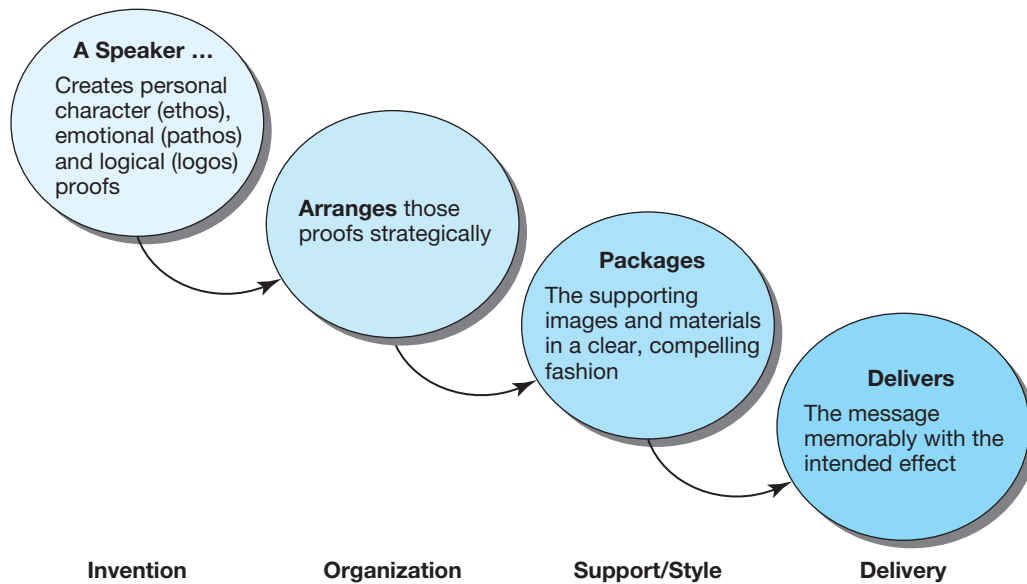 A Speaker ...
Creates personal
character (ethos),
emotional (pathos)
and logical (logos)
proofs
Arranges those
proofs strategically
Packages
The supporting
images and materials
in a clear, compelling
fashion
Delivers
The message
memorably with the
intended effect
Invention
Organization
Support/Style
Delivery